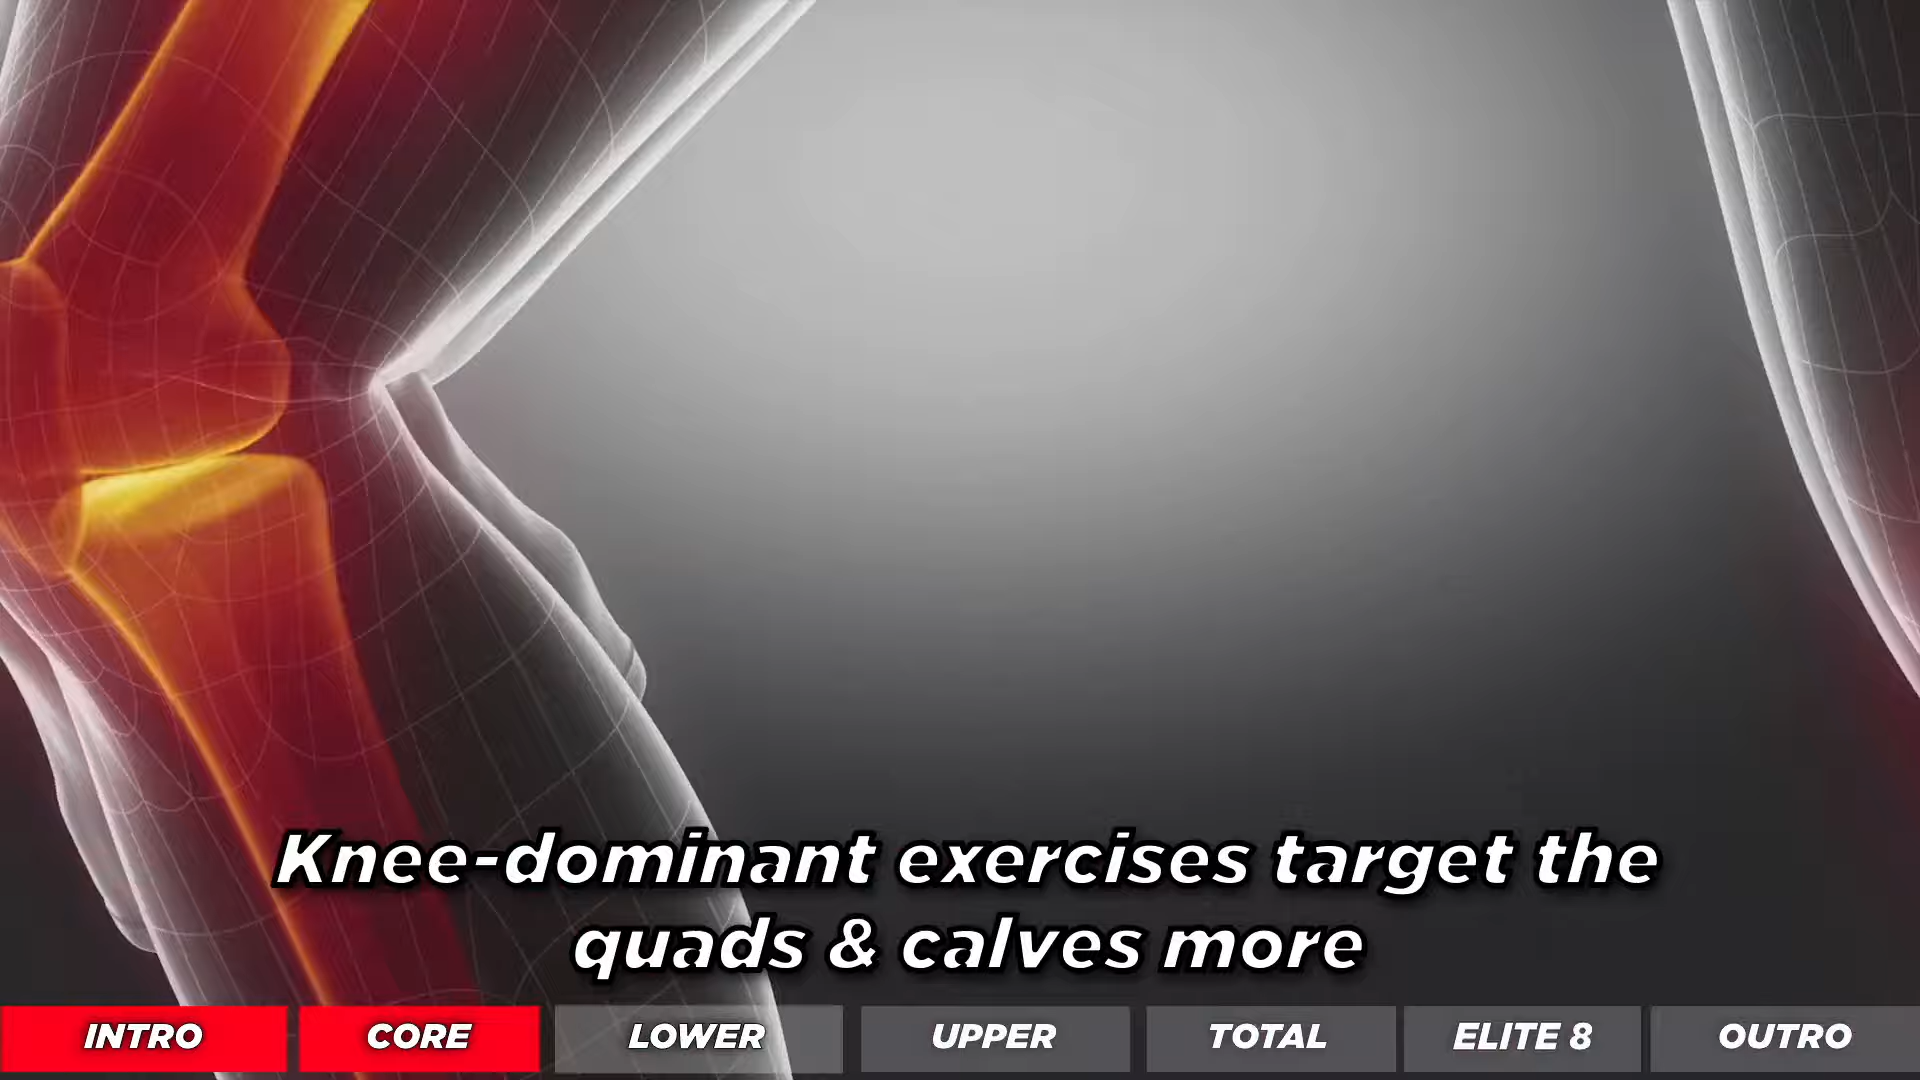 Knee-dominant exercises target the
quads & calves more
INTRO CORE LOWER UPPER TOTAL ELITE 8 OUTRO